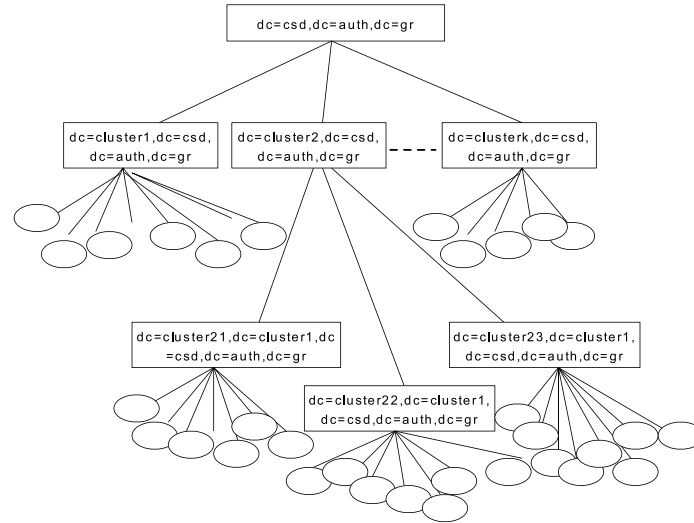 dc=csd,dc=auth,dc=gr
dc=cluster1,dc=csd,
dc=auth,dc=gr
dc=cluster2,dc=csd,
dc=auth,dc=gr
dc=clusterk,dc=csd,
dc=auth,dc=gr
dc=cluster21,dc=cluster1,dc
=csd,dc=auth,dc=gr
dc=cluster22,dc=cluster1,
dc=csd,dc=auth,dc=gr
dc=cluster23,dc=cluster1,
dc=csd,dc=auth,dc=gr